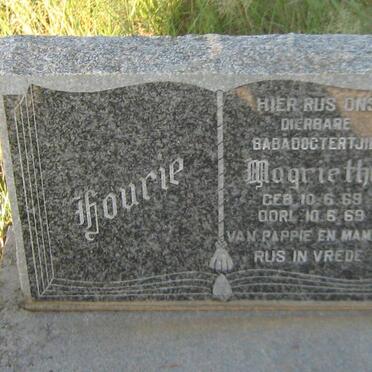 Fourie
HIER RUS ONS
DIERBARE
BABADOGTERTJIE
GEB. 10.6.69
OORL. 10.6.69
VAN PAPPIE EN MAM
RUS IN VREDE